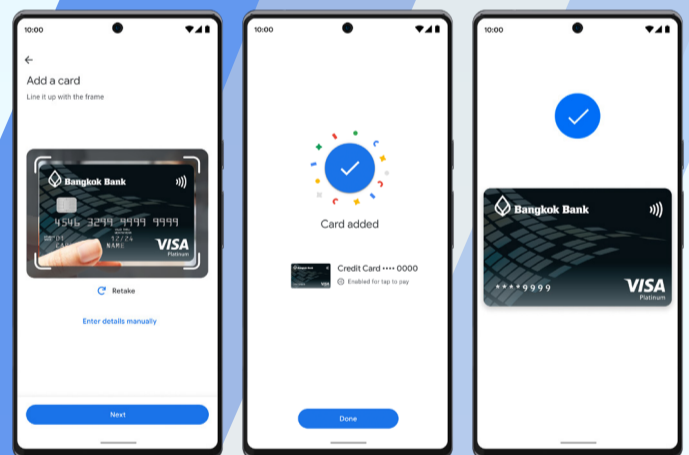 10:00
Add a card
Line it up with the frame
Bangkok Bank
4546 3299 9999 9999
12/24
NAME
VISA
Platinum
Retake
Enter details manually
Next
10:00
Card added
Credit Card •••• 0000
Enabled for tap to pay
Done
10:00
Bangkok Bank
****9999
VISA
Platinum